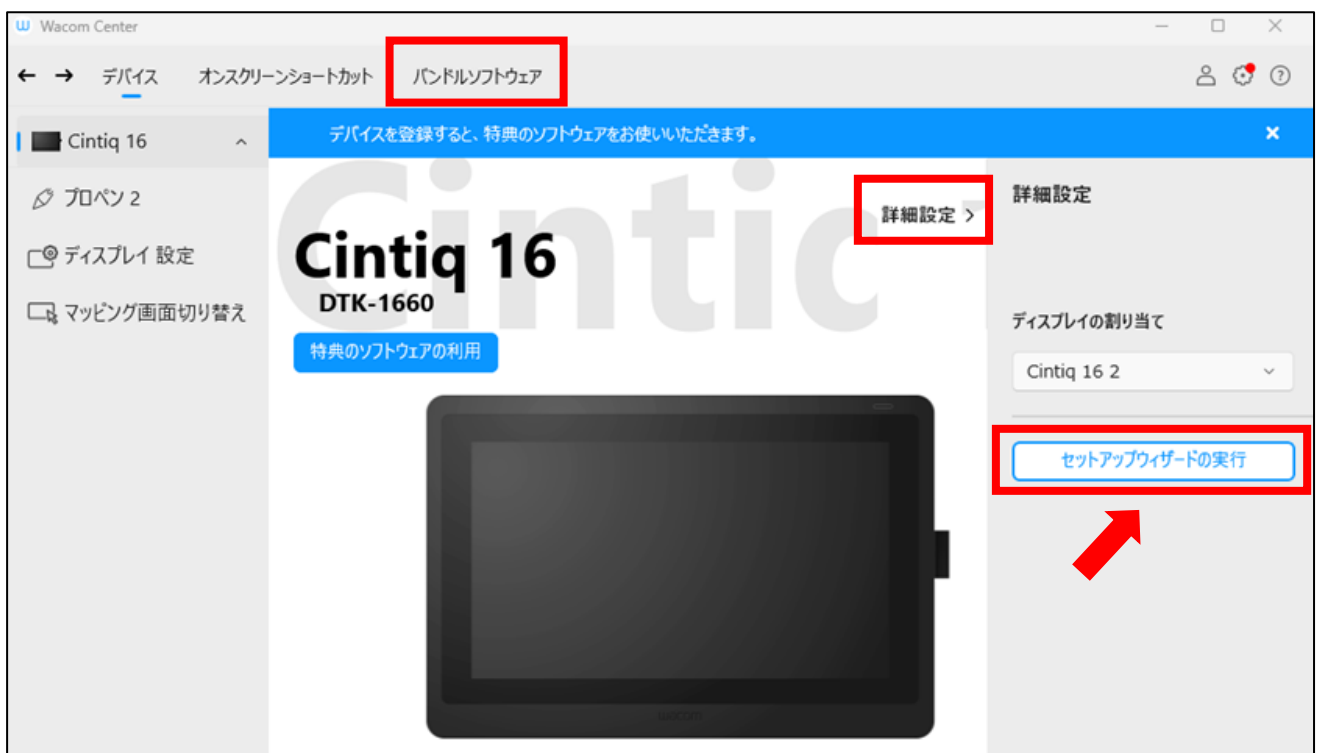 Wacom Center
デバイス オンスクリーンショートカット バンドルソフトウェア
Cintiq 16
デバイスを登録すると、特典のソフトウェアをお使いいただきます。
プロペン 2
ディスプレイ 設定
マッピング画面切り替え
Cintiq 1
詳細設定 >
Cintiq 16
DTK-1660
特典のソフトウェアの利用
wacom
詳細設定
ディスプレイの割り当て
Cintiq 16 2
セットアップウィザードの実行